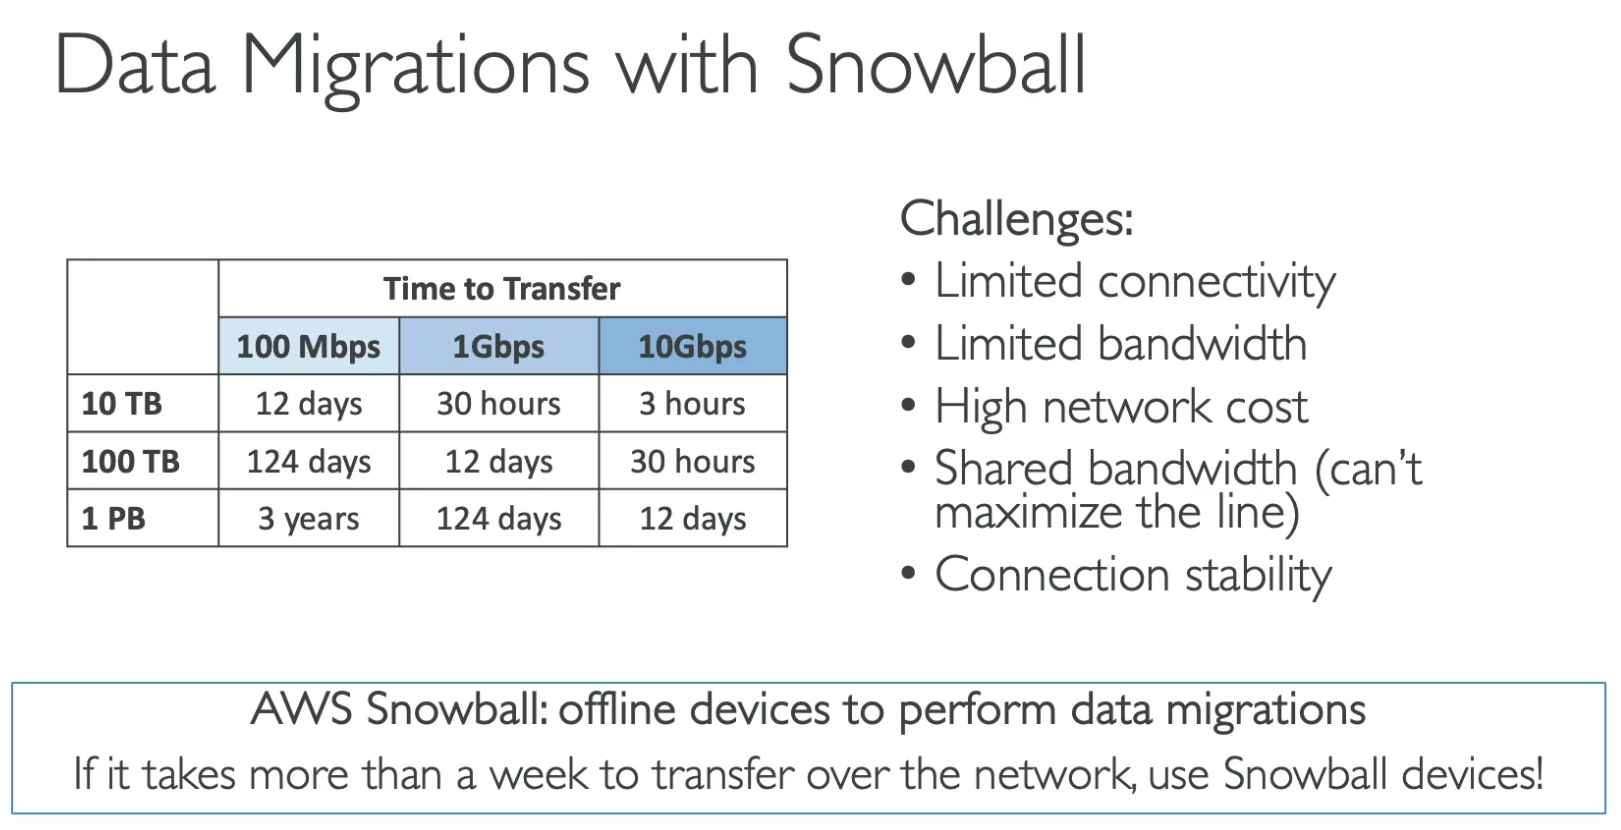 Data Migrations with Snowball
Time to Transfer
100 Mbps 1Gbps 10Gbps
10 TB 12 days 30 hours 3 hours
100 TB 124 days 12 days 30 hours
1 PB 3 years 124 days 12 days
Challenges:
• Limited connectivity
• Limited bandwidth
• High network cost
• Shared bandwidth (can't
maximize the line)
• Connection stability
AWS Snowball: offline devices to perform data migrations
If it takes more than a week to transfer over the network, use Snowball devices!